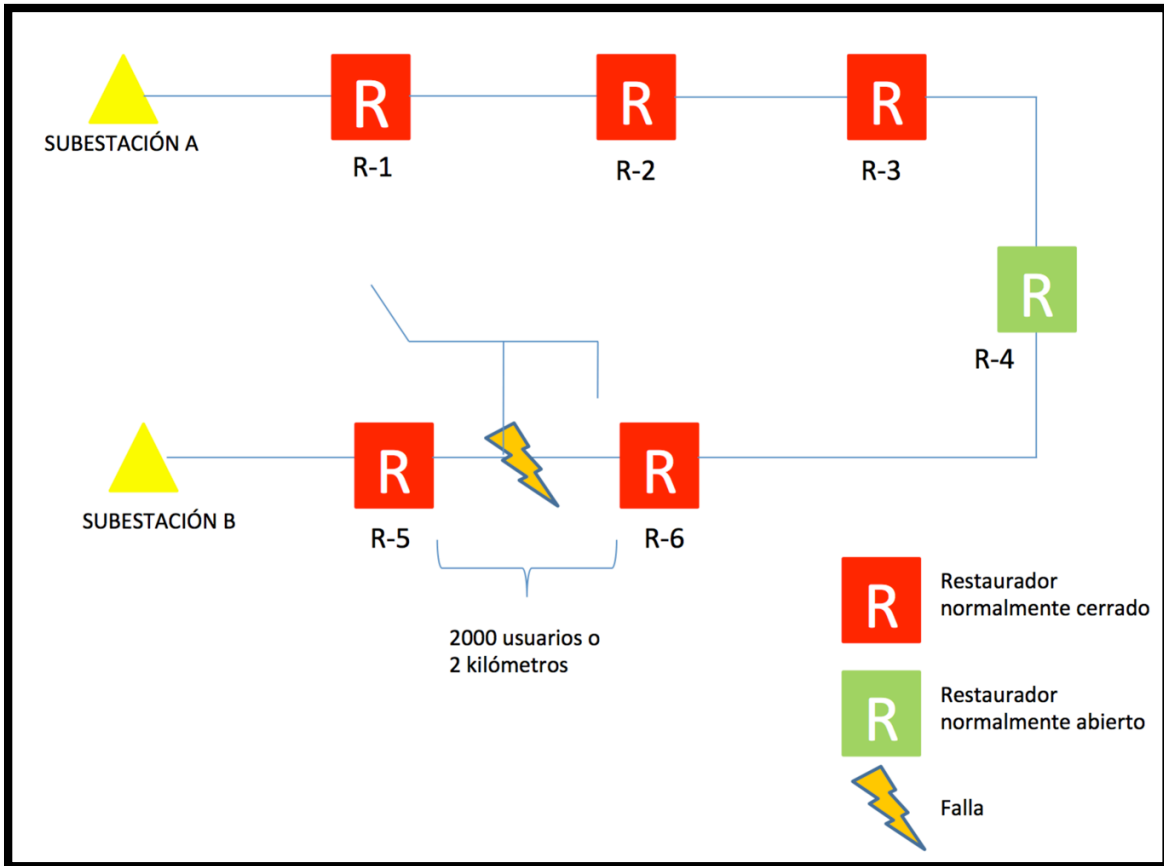 R
R
R
SUBESTACIÓN A
R-1
R-2
R-3
R
R-4
R
R
SUBESTACIÓN B
R-5
R-6
2000 usuarios o
2 kilómetros
R
Restaurador
normalmente cerrado
R
Restaurador
normalmente abierto
Falla